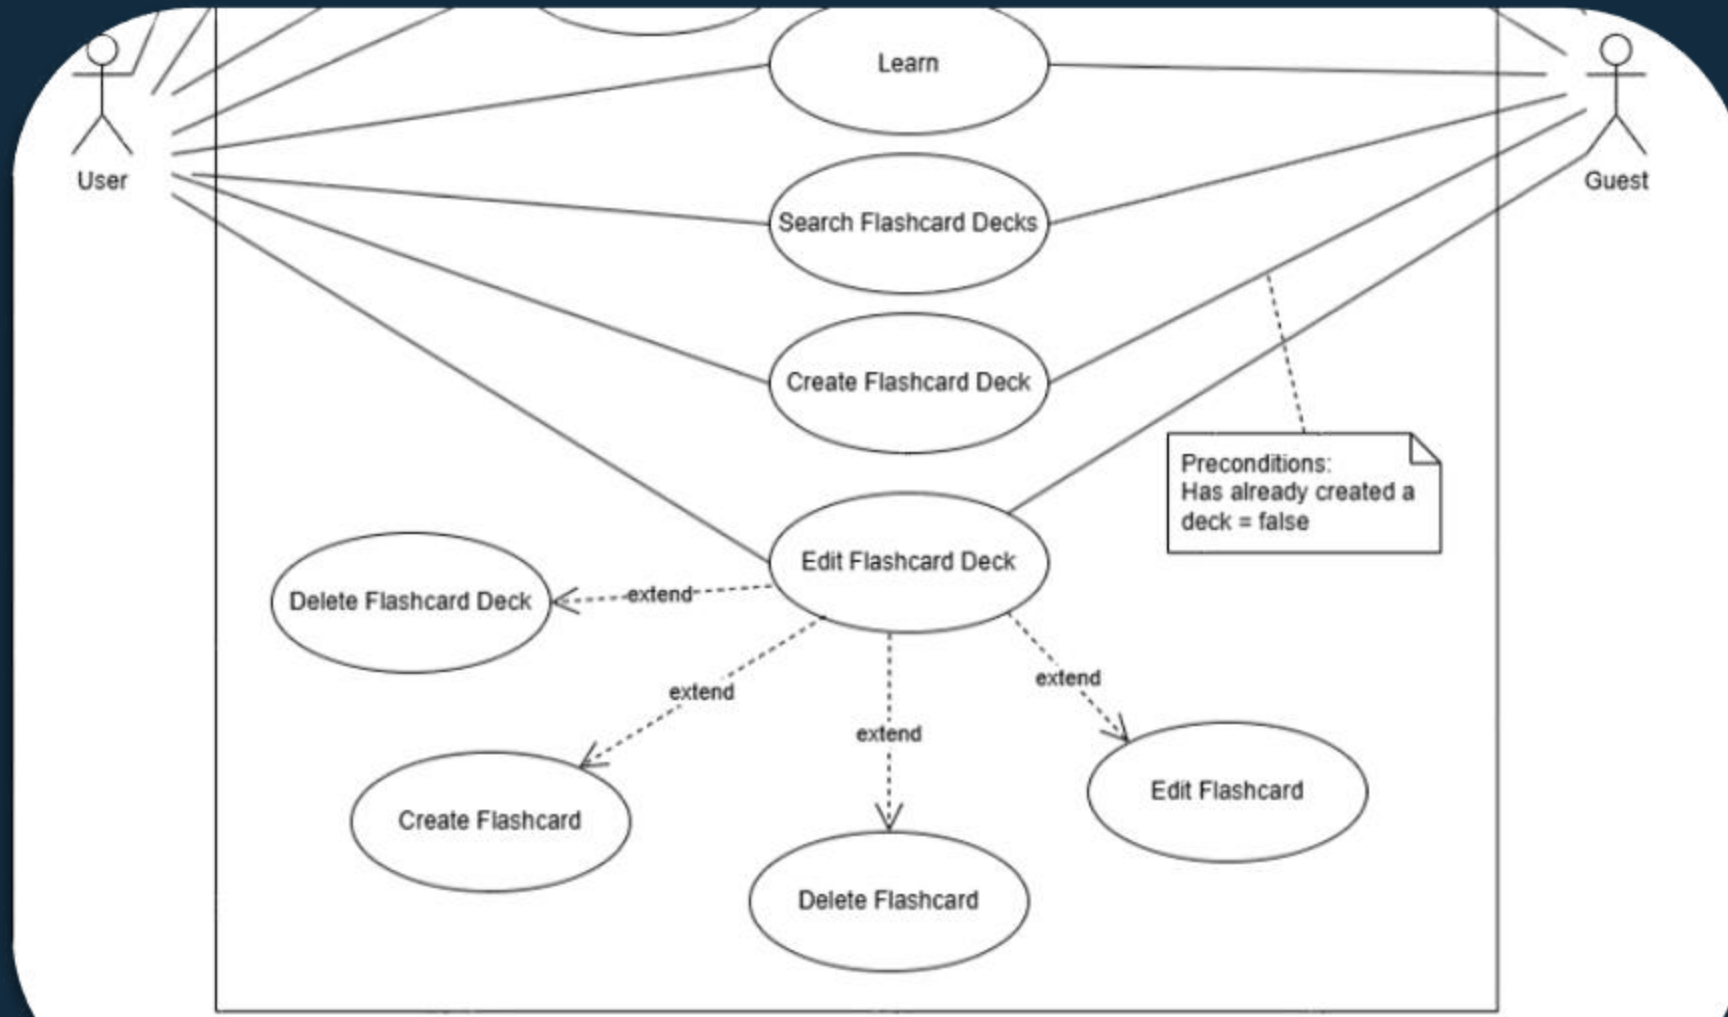 Learn
User
Guest
Search Flashcard Decks
Create Flashcard Deck
Preconditions:
Has already created a
deck = false
Edit Flashcard Deck
Delete Flashcard Deck
extend
extend
extend
extend
Edit Flashcard
Create Flashcard
Delete Flashcard